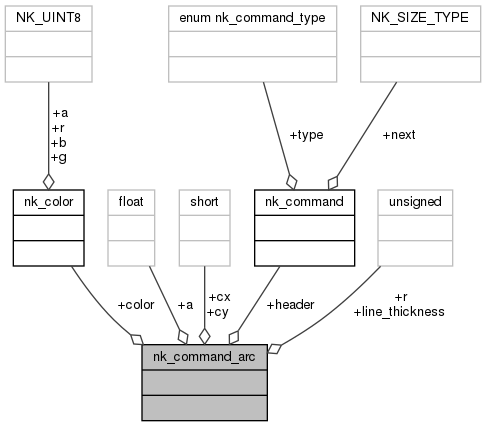 NK_UINT8
enum nk_command_type
NK_SIZE_TYPE
+a
+r
+b
+g
+type
+next
nk_color
float
short
nk_command
unsigned
+color
+a
+cx
+cy
+header
+r
+line_thickness
nk_command_arc